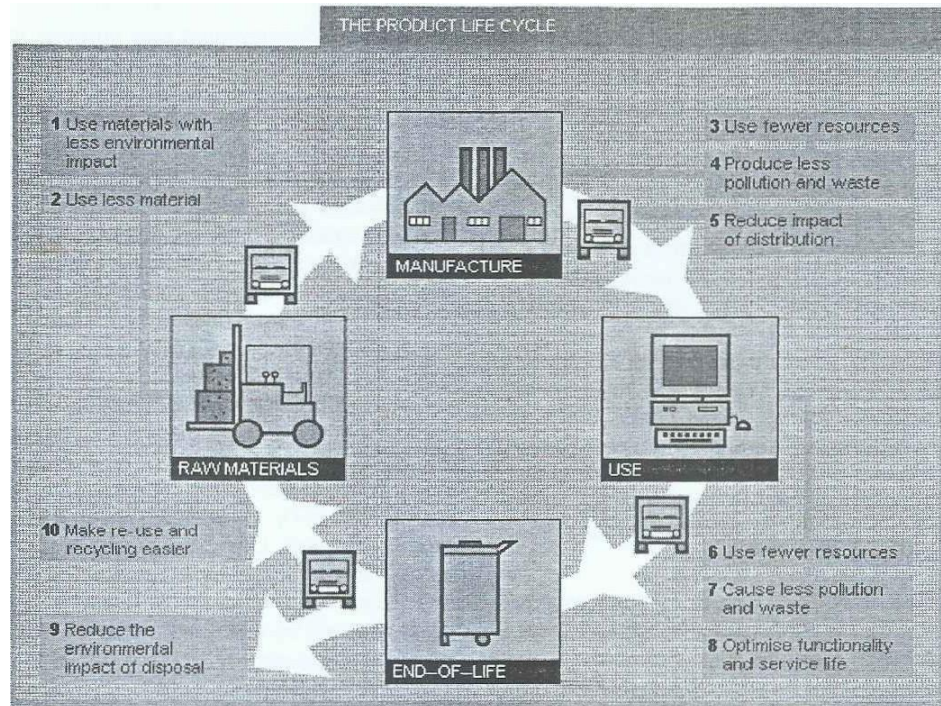 THE PRODUCT LIFE CYCLE
1 Use materials with
less environmental
impact
2 Use less material
MANUFACTURE
3 Use fewer resources
4 Produce less
pollution and waste
5 Reduce impact
of distribution
RAW MATERIALS
USE
10 Make re-use and
recycling easier
9 Reduce the
environmental
impact of disposal
END-OF-LIFE
6 Use fewer resources
7 Cause less pollution
and waste
8 Optimise functionality
and service life